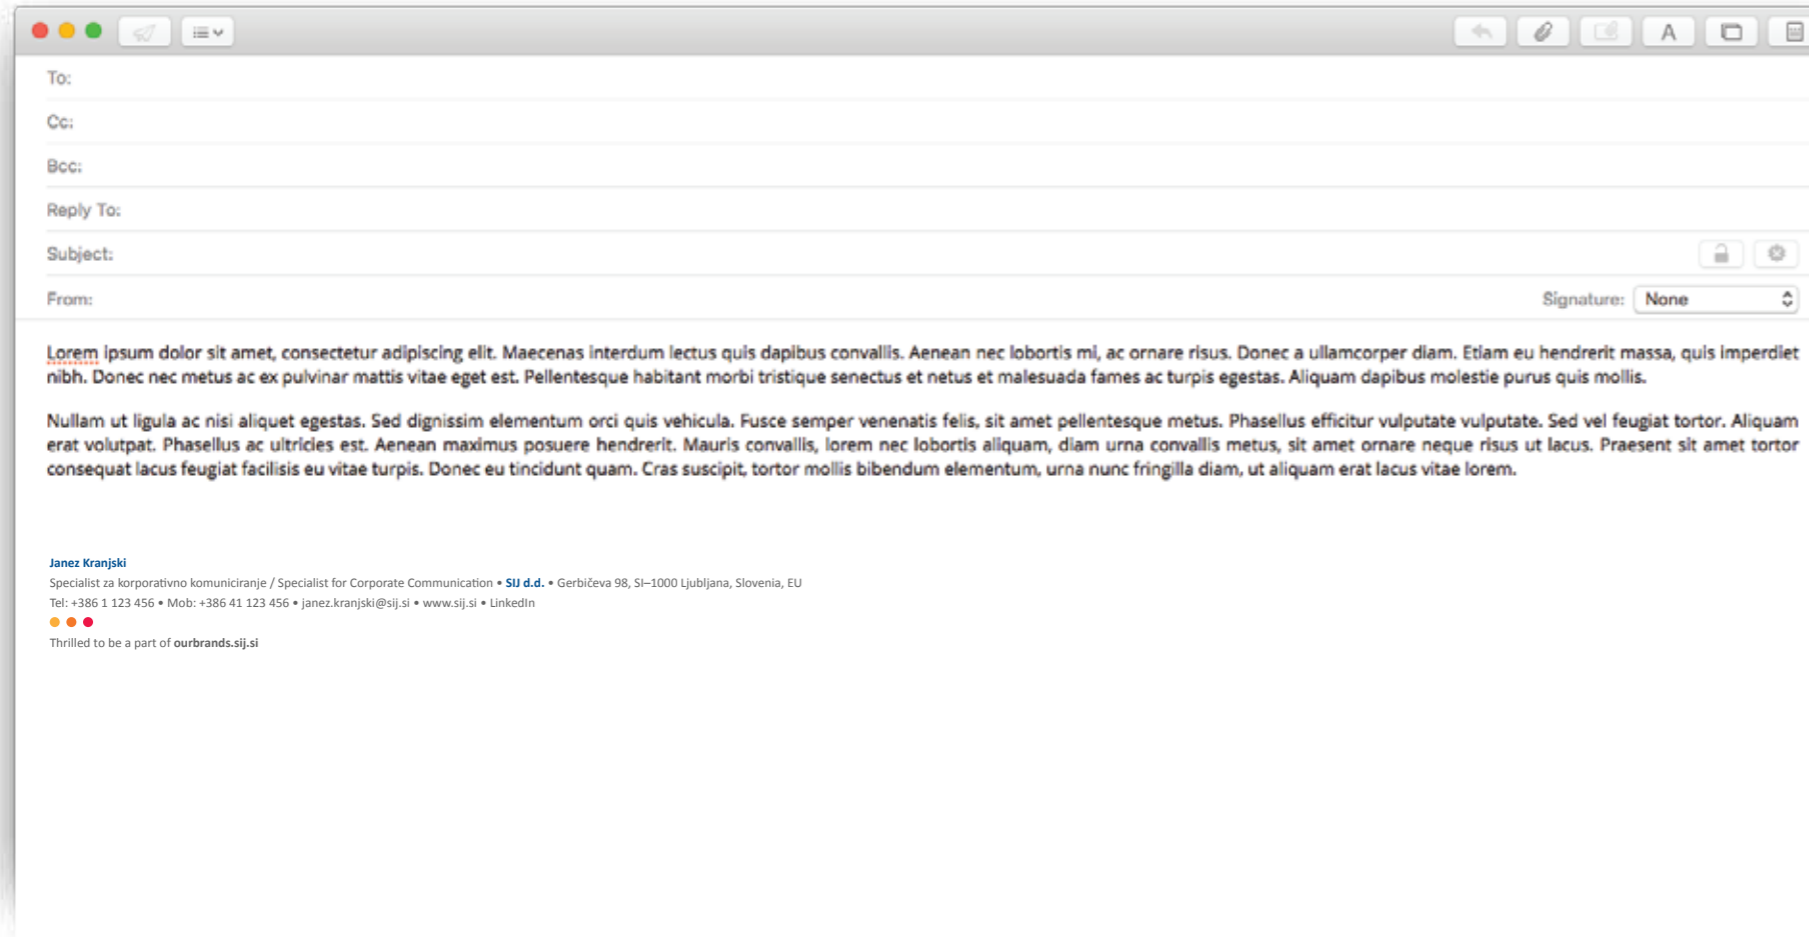 A
To:
Cc:
Bcc:
Reply To:
Subject:
From:
Signature: None
Lorem ipsum dolor sit amet, consectetur adipiscing elit. Maecenas interdum lectus quis dapibus convallis. Aenean nec lobortis mi, ac ornare risus. Donec a ullamcorper diam. Etiam eu hendrerit massa, quis imperdiet
nibh. Donec nec metus ac ex pulvinar mattis vitae eget est. Pellentesque habitant morbi tristique senectus et netus et malesuada fames ac turpis egestas. Aliquam dapibus molestie purus quis mollis.
Nullam ut ligula ac nisi aliquet egestas. Sed dignissim elementum orci quis vehicula. Fusce semper venenatis felis, sit amet pellentesque metus. Phasellus efficitur vulputate vulputate. Sed vel feugiat tortor. Aliquam
erat volutpat. Phasellus ac ultricies est. Aenean maximus posuere hendrerit. Mauris convallis, lorem nec lobortis aliquam, diam urna convallis metus, sit amet ornare neque risus ut lacus. Praesent sit amet tortor
consequat lacus feugiat facilisis eu vitae turpis. Donec eu tincidunt quam. Cras suscipit, tortor mollis bibendum elementum, urna nunc fringilla diam, ut aliquam erat lacus vitae lorem.
Janez Kranjski
Specialist za korporativno komuniciranje / Specialist for Corporate Communication • SIJ d.d. • Gerbičeva 98, SI–1000 Ljubljana, Slovenia, EU
Tel: +386 1 123 456 • Mob: +386 41 123 456 • janez.kranjski@sij.si • www.sij.si • LinkedIn
Thrilled to be a part of ourbrands.sij.si